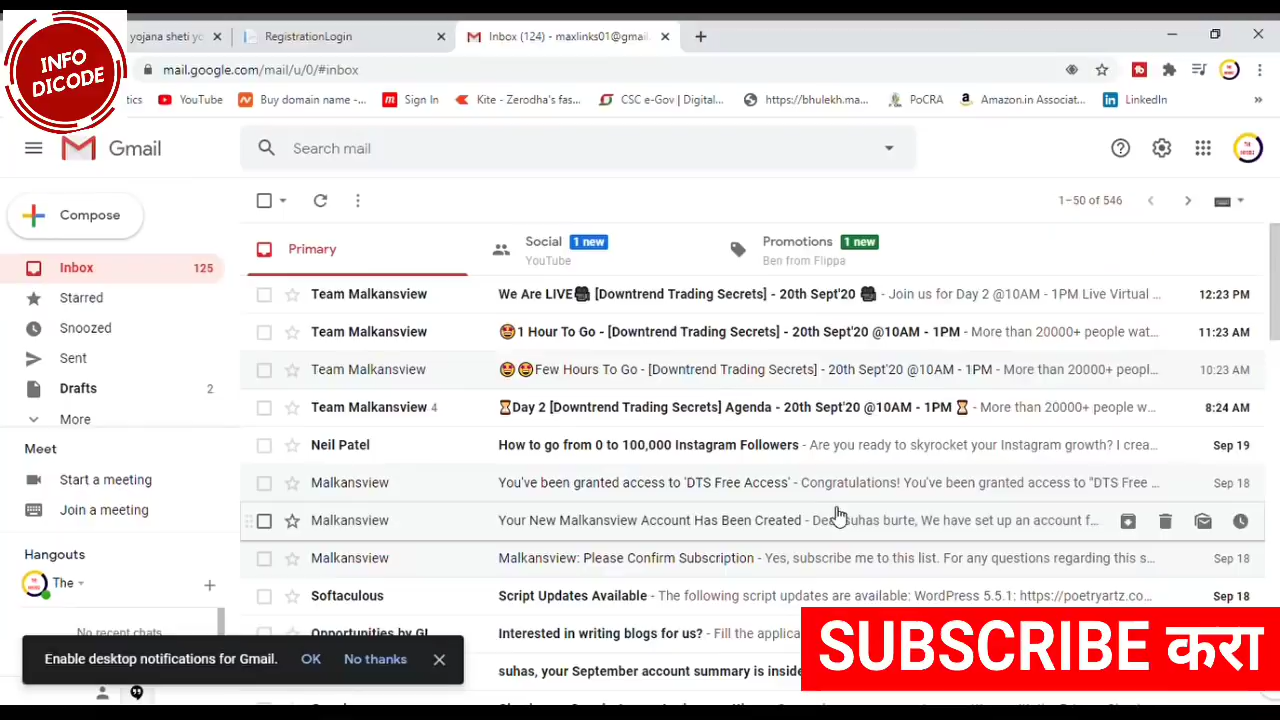 INFO
DICODE
yojana sheti yo
RegistrationLogin
Inbox (124) - maxlinks01@gmail.
mail.google.com/mail/u/0/#inbox
tics
YouTube
Buy domain name -...
Sign In
Kite - Zerodha's fas...
CSC e-Gov | Digital...
https://bhulekh.ma...
PoCRA
Amazon.in Associat...
LinkedIn
Gmail
Search mail
Compose
1–50 of 546
Inbox 125
Starred
Snoozed
Sent
Drafts 2
More
Meet
Start a meeting
Join a meeting
Hangouts
The
No recent chats
Primary
Social 1 new
YouTube
Promotions 1 new
Ben from Flippa
Team Malkansview We Are LIVE🎥 [Downtrend Trading Secrets] - 20th Sept'20 🎥 - Join us for Day 2 @10AM - 1PM Live Virtual ... 12:23 PM
Team Malkansview 🤩1 Hour To Go - [Downtrend Trading Secrets] - 20th Sept'20 @10AM - 1PM - More than 20000+ people wat... 11:23 AM
Team Malkansview 🤩🤩Few Hours To Go - [Downtrend Trading Secrets] - 20th Sept'20 @10AM - 1PM - More than 20000+ peopl... 10:23 AM
Team Malkansview 4 ⌛Day 2 [Downtrend Trading Secrets] Agenda - 20th Sept'20 @10AM - 1PM ⌛ - More than 20000+ people w... 8:24 AM
Neil Patel How to go from 0 to 100,000 Instagram Followers - Are you ready to skyrocket your Instagram growth? I crea... Sep 19
Malkansview You've been granted access to 'DTS Free Access' - Congratulations! You've been granted access to "DTS Free ... Sep 18
Malkansview Your New Malkansview Account Has Been Created - suhas burte, We have set up an account f...
Malkansview Malkansview: Please Confirm Subscription - Yes, subscribe me to this list. For any questions regarding this s... Sep 18
Softaculous Script Updates Available - The following script updates are available: WordPress 5.5.1: https://poetryartz.co... Sep 18
Opportunities by GI. Interested in writing blogs for us? - Fill the applica
suhas, your September account summary is inside
Enable desktop notifications for Gmail. OK No thanks
SUBSCRIBE करा